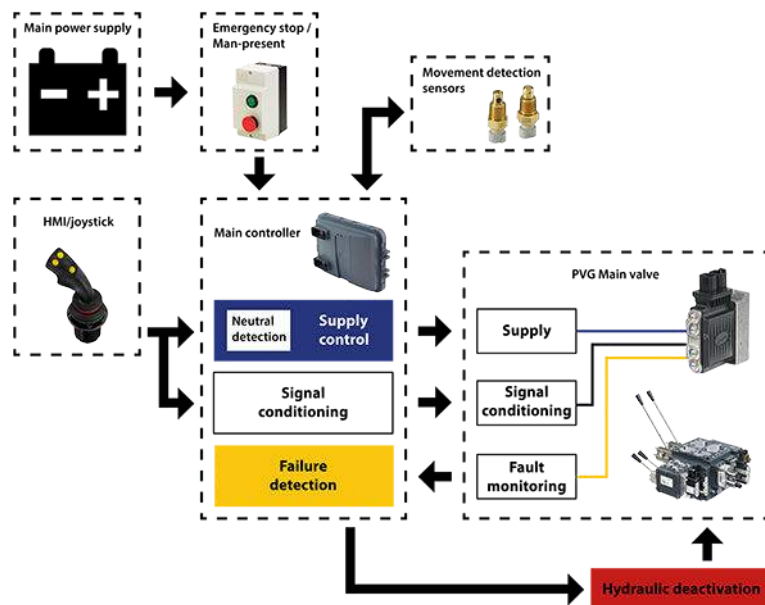 Main power supply
Emergency stop /
Man-present
Movement detection
sensors
HMI/joystick
Main controller
Neutral
detection
Supply
control
Signal
conditioning
Failure
detection
PVG Main valve
Supply
Signal
conditioning
Fault
monitoring
Hydraulic deactivation